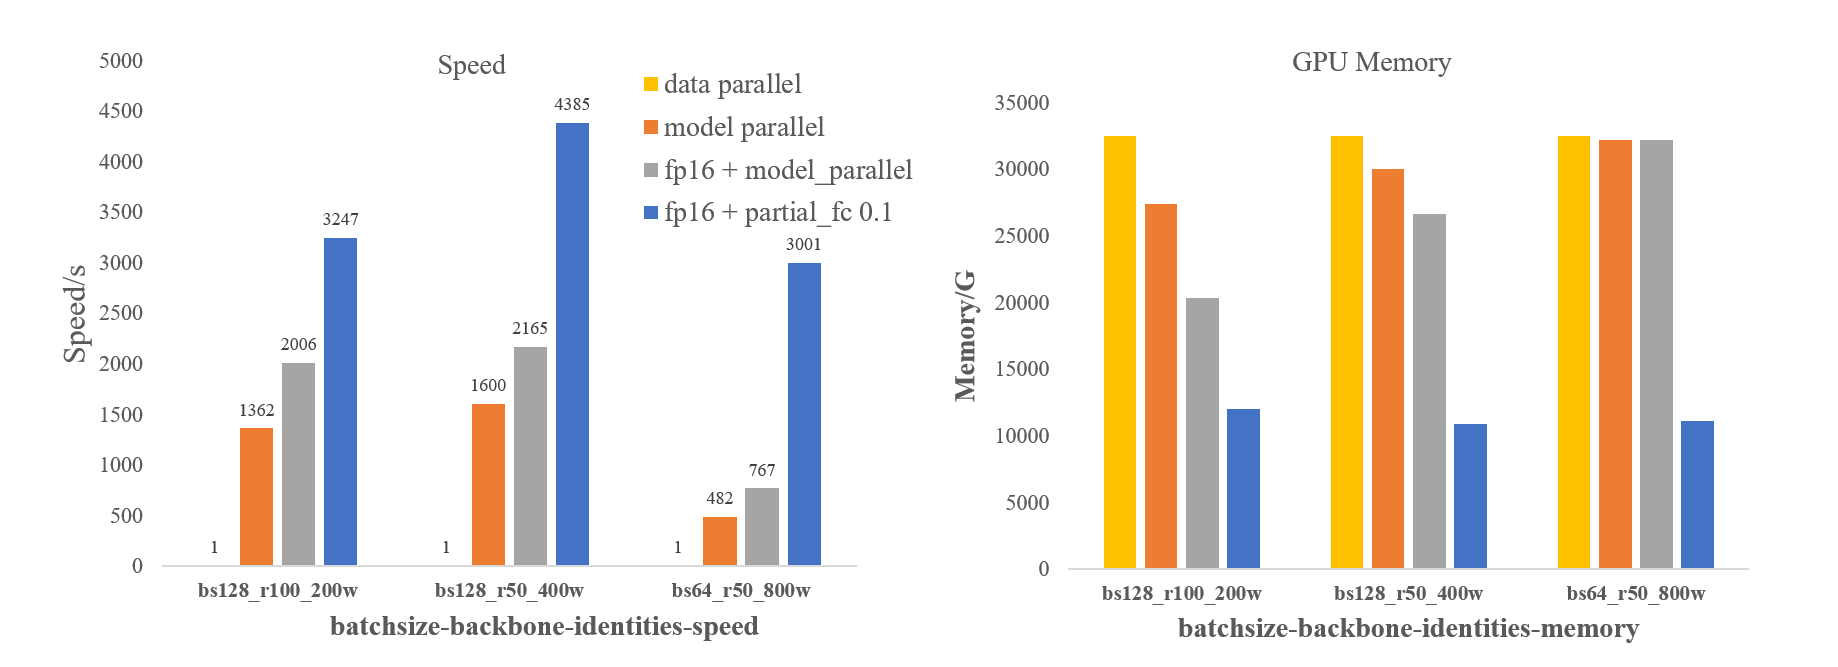 Speed
5000
4500
4000
3500
3000
2500
2000
1500
1000
500
0
Speed/s
data parallel
model parallel
fp16 + model_parallel
fp16 + partial_fc 0.1
1
1362
2006
3247
1
1600
2165
4385
1
482
767
3001
bs128_r100_200w
bs128_r50_400w
bs64_r50_800w
batchsize-backbone-identities-speed
GPU Memory
35000
30000
25000
20000
15000
10000
5000
0
Memory/G
bs128_r100_200w
bs128_r50_400w
bs64_r50_800w
batchsize-backbone-identities-memory